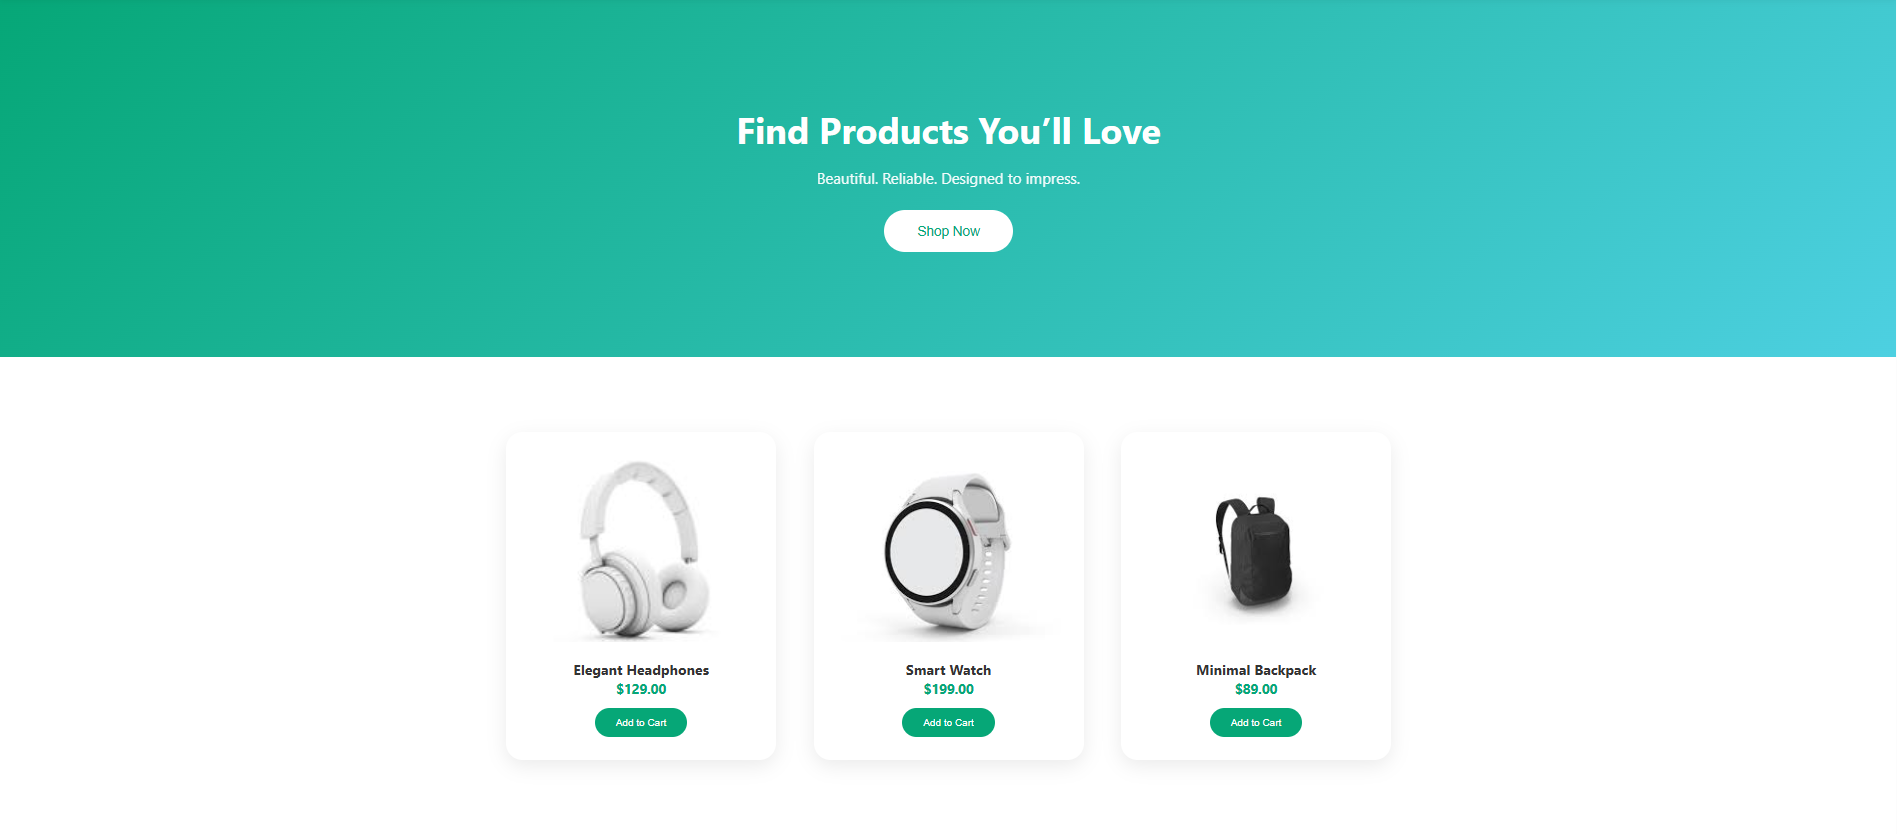 Find Products You’ll Love
Beautiful. Reliable. Designed to impress.
Shop Now
Elegant Headphones
$129.00
Add to Cart
Smart Watch
$199.00
Add to Cart
Minimal Backpack
$89.00
Add to Cart